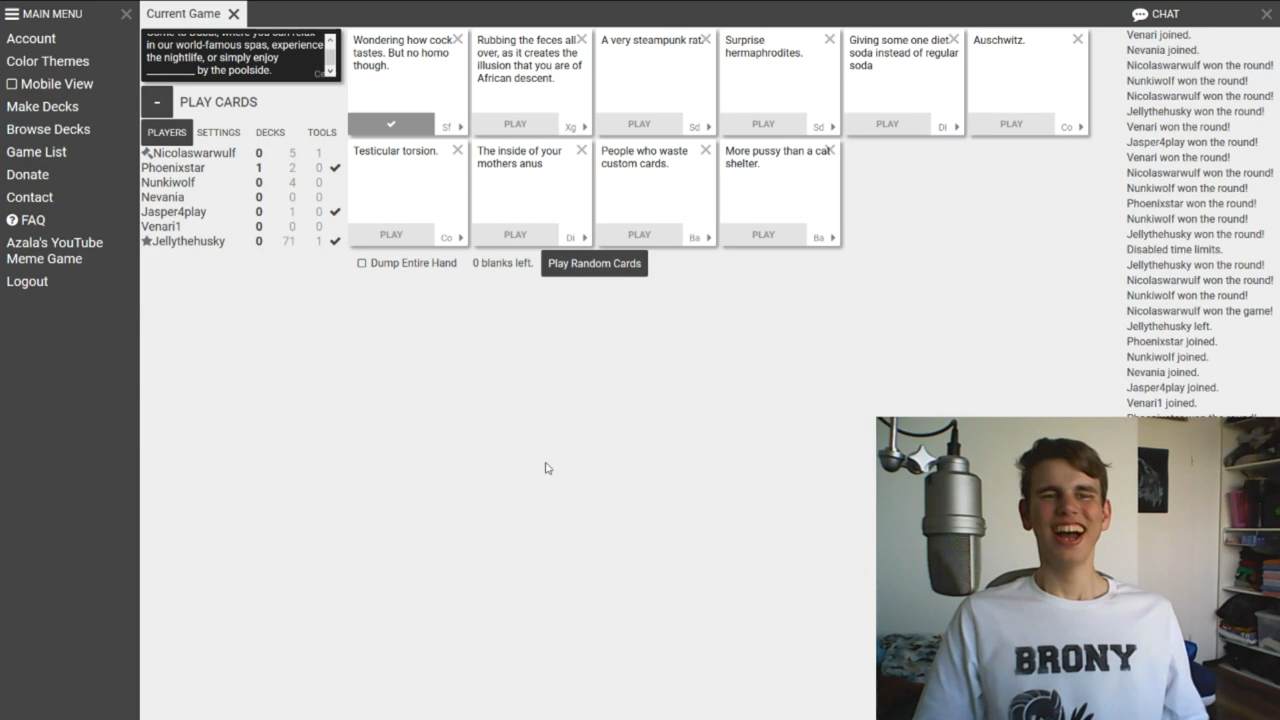 MAIN MENU
Account
Color Themes
Mobile View
Make Decks
Browse Decks
Game List
Donate
Contact
FAQ
Azala's YouTube
Meme Game
Logout
Current Game
in our world-famous spas, experience
the nightlife, or simply enjoy
________ by the poolside.
- PLAY CARDS
PLAYERS SETTINGS DECKS TOOLS
Nicolaswarwulf 0 5 1
Phoenixstar 1 2 0
Nunkiwolf 0 4 0
Nevania 0 0 0
Jasper4play 0 1 0
Venari1 0 0 0
Jellythehusky 0 71 1
Wondering how cock
tastes. But no homo
though.
Sf
Rubbing the feces all
over, as it creates the
illusion that you are of
African descent.
PLAY Xg
A very steampunk rat.
PLAY Sd
Surprise
hermaphrodites.
PLAY Sd
Giving some one diet
soda instead of regular
soda
PLAY Di
Auschwitz.
PLAY Co
Testicular torsion.
PLAY Co
The inside of your
mothers anus
PLAY Di
People who waste
custom cards.
PLAY Ba
More pussy than a cat
shelter.
PLAY Ba
Dump Entire Hand 0 blanks left. Play Random Cards
CHAT
Venari joined.
Nevania joined.
Nicolaswarwulf won the round!
Nunkiwolf won the round!
Nicolaswarwulf won the round!
Jellythehusky won the round!
Venari won the round!
Jasper4play won the round!
Venari won the round!
Nicolaswarwulf won the round!
Nunkiwolf won the round!
Phoenixstar won the round!
Nunkiwolf won the round!
Jellythehusky won the round!
Disabled time limits.
Jellythehusky won the round!
Nicolaswarwulf won the round!
Nunkiwolf won the round!
Nicolaswarwulf won the game!
Jellythehusky left.
Phoenixstar joined.
Nunkiwolf joined.
Nevania joined.
Jasper4play joined.
Venari1 joined.
BRONY